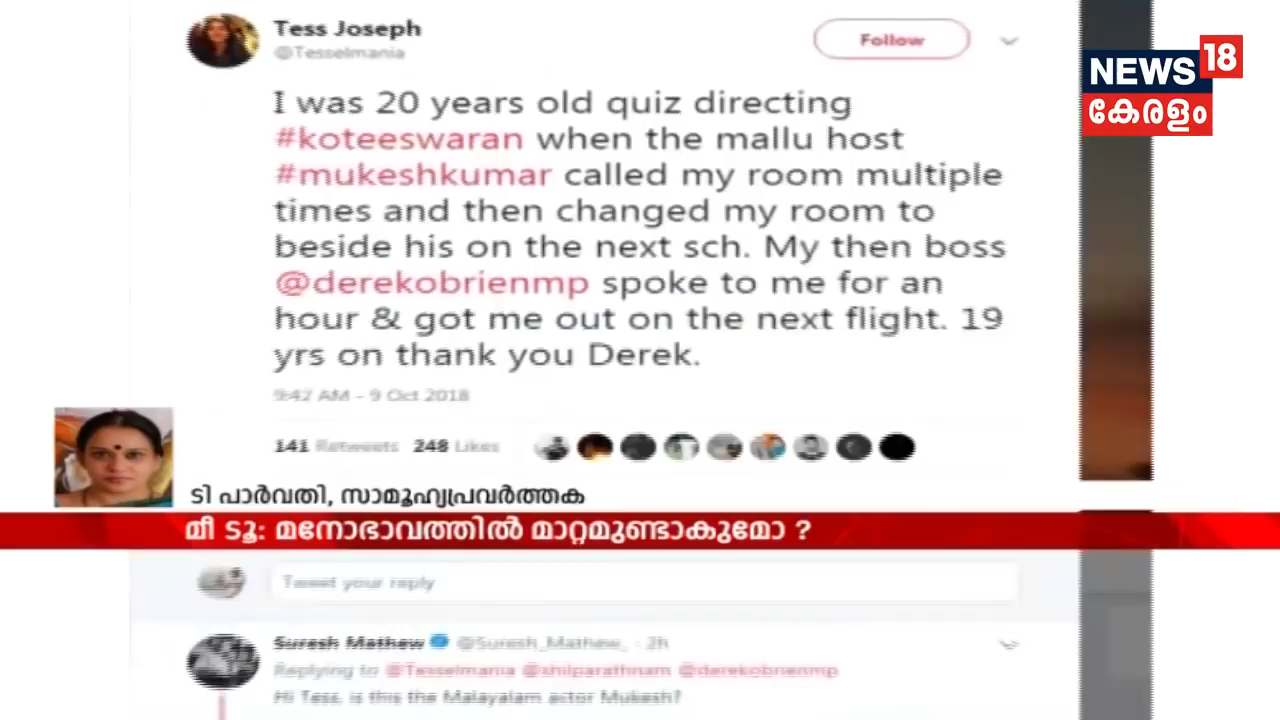 Tess Joseph
@Tesselmania
Follow
NEWS 18
കേരളം
I was 20 years old quiz directing
#koteeswaran when the mallu host
#mukeshkumar called my room multiple
times and then changed my room to
beside his on the next sch. My then boss
@derekobrienmp spoke to me for an
hour & got me out on the next flight. 19
yrs on thank you Derek.
9:42 AM - 9 Oct 2018
141 Retweets 248 Likes
ടി പാർവതി, സാമൂഹ്യപ്രവർത്തക
മീ ടൂ: മനോഭാവത്തിൽ മാറ്റമുണ്ടാകുമോ ?
Tweet your reply
Suresh Mathew @Suresh_Mathew_ · 2h
Replying to @Tesselmania @shilparathnam @derekobrienmp
Hi Tess, is this the Malayalam actor Mukesh?